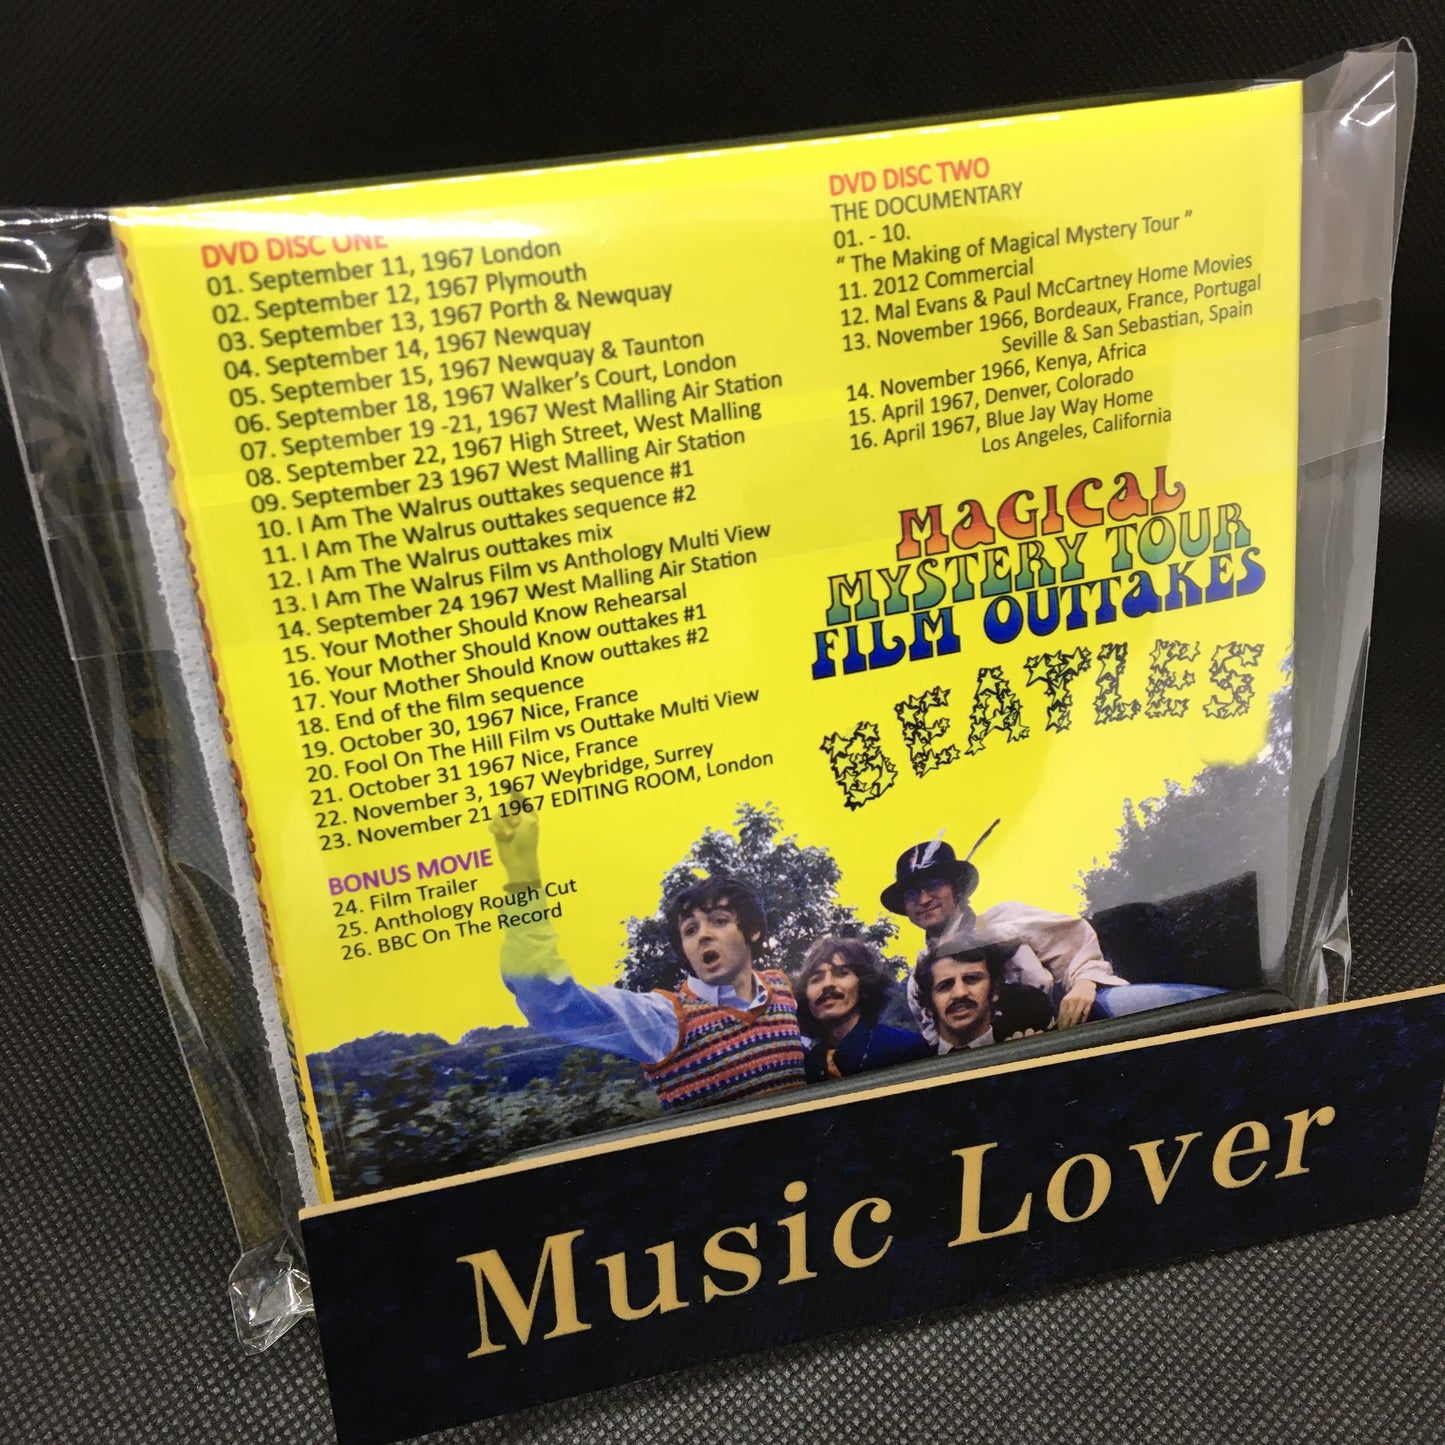 DVD DISC ONE
01. September 11, 1967 London
02. September 12, 1967 Plymouth
03. September 13, 1967 Porth & Newquay
04. September 14, 1967 Newquay
05. September 15, 1967 Newquay & Taunton
06. September 18, 1967 Walker's Court, London
07. September 19 -21, 1967 West Malling Air Station
08. September 22, 1967 High Street, West Malling
09. September 23 1967 West Malling Air Station
10. I Am The Walrus outtakes sequence #1
11. I Am The Walrus outtakes sequence #2
12. I Am The Walrus outtakes mix
13. I Am The Walrus Film vs Anthology Multi View
14. September 24 1967 West Malling Air Station
15. Your Mother Should Know Rehearsal
16. Your Mother Should Know outtakes #1
17. Your Mother Should Know outtakes #2
18. End of the film sequence
19. October 30, 1967 Nice, France
20. Fool On The Hill Film vs Outtake Multi View
21. October 31 1967 Nice, France
22. November 3, 1967 Weybridge, Surrey
23. November 21 1967 EDITING ROOM, London
BONUS MOVIE
24. Film Trailer
25. Anthology Rough Cut
26. BBC On The Record
DVD DISC TWO
THE DOCUMENTARY
01. - 10.
" The Making of Magical Mystery Tour "
11. 2012 Commercial
12. Mal Evans & Paul McCartney Home Movies
13. November 1966, Bordeaux, France, Portugal
Seville & San Sebastian, Spain
14. November 1966, Kenya, Africa
15. April 1967, Denver, Colorado
16. April 1967, Blue Jay Way Home
Los Angeles, California
MAGICAL
MYSTERY TOUR
FILM OUTTAKES
BEATLES
Music Lover